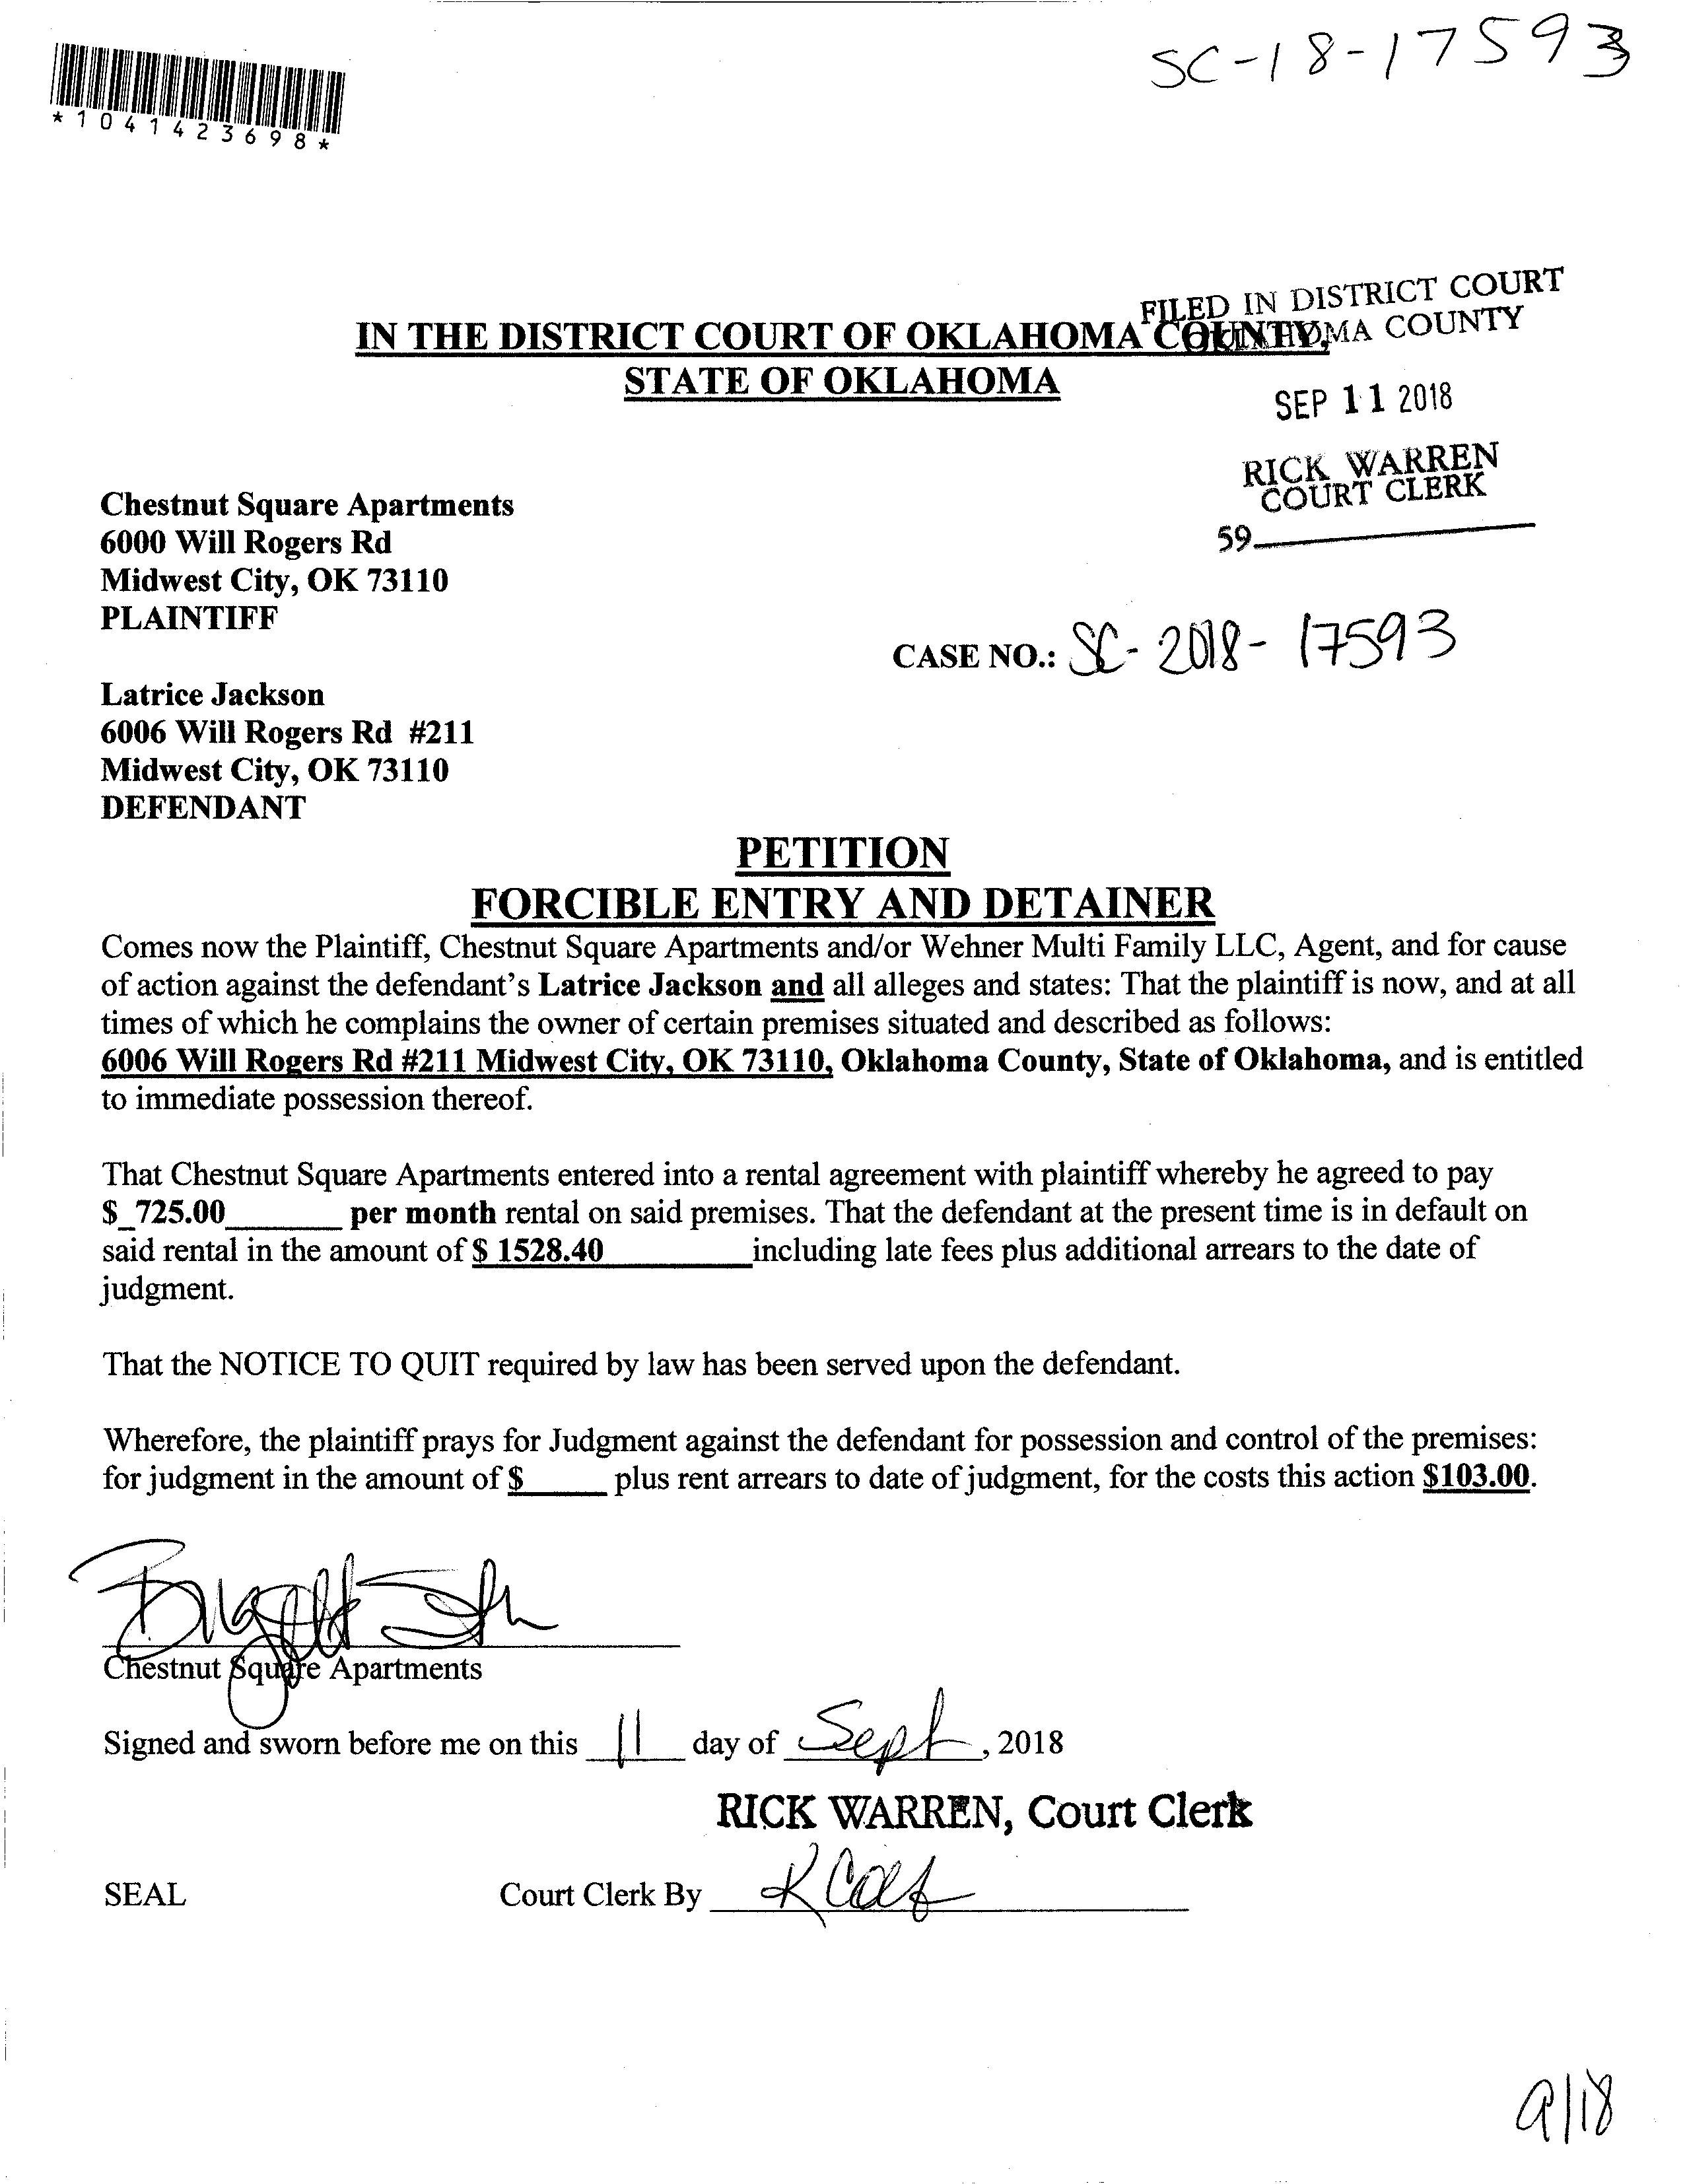 SC-18-17593
*1041423698*
FILED IN DISTRICT COURT
OKLAHOMA COUNTY
IN THE DISTRICT COURT OF OKLAHOMA COUNTY,
STATE OF OKLAHOMA
SEP 11 2018
RICK WARREN
COURT CLERK
59
Chestnut Square Apartments
6000 Will Rogers Rd
Midwest City, OK 73110
PLAINTIFF
CASE NO.: SC-2018-17593
Latrice Jackson
6006 Will Rogers Rd #211
Midwest City, OK 73110
DEFENDANT
PETITION
FORCIBLE ENTRY AND DETAINER
Comes now the Plaintiff, Chestnut Square Apartments and/or Wehner Multi Family LLC, Agent, and for cause
of action against the defendant's Latrice Jackson and all alleges and states: That the plaintiff is now, and at all
times of which he complains the owner of certain premises situated and described as follows:
6006 Will Rogers Rd #211 Midwest City, OK 73110, Oklahoma County, State of Oklahoma, and is entitled
to immediate possession thereof.
That Chestnut Square Apartments entered into a rental agreement with plaintiff whereby he agreed to pay
$_725.00_______ per month rental on said premises. That the defendant at the present time is in default on
said rental in the amount of $ 1528.40_________including late fees plus additional arrears to the date of
judgment.
That the NOTICE TO QUIT required by law has been served upon the defendant.
Wherefore, the plaintiff prays for Judgment against the defendant for possession and control of the premises:
for judgment in the amount of $_____ plus rent arrears to date of judgment, for the costs this action $103.00.
Chestnut Square Apartments
Signed and sworn before me on this 11 day of Sept, 2018
RICK WARREN, Court Clerk
SEAL
Court Clerk By
9/18